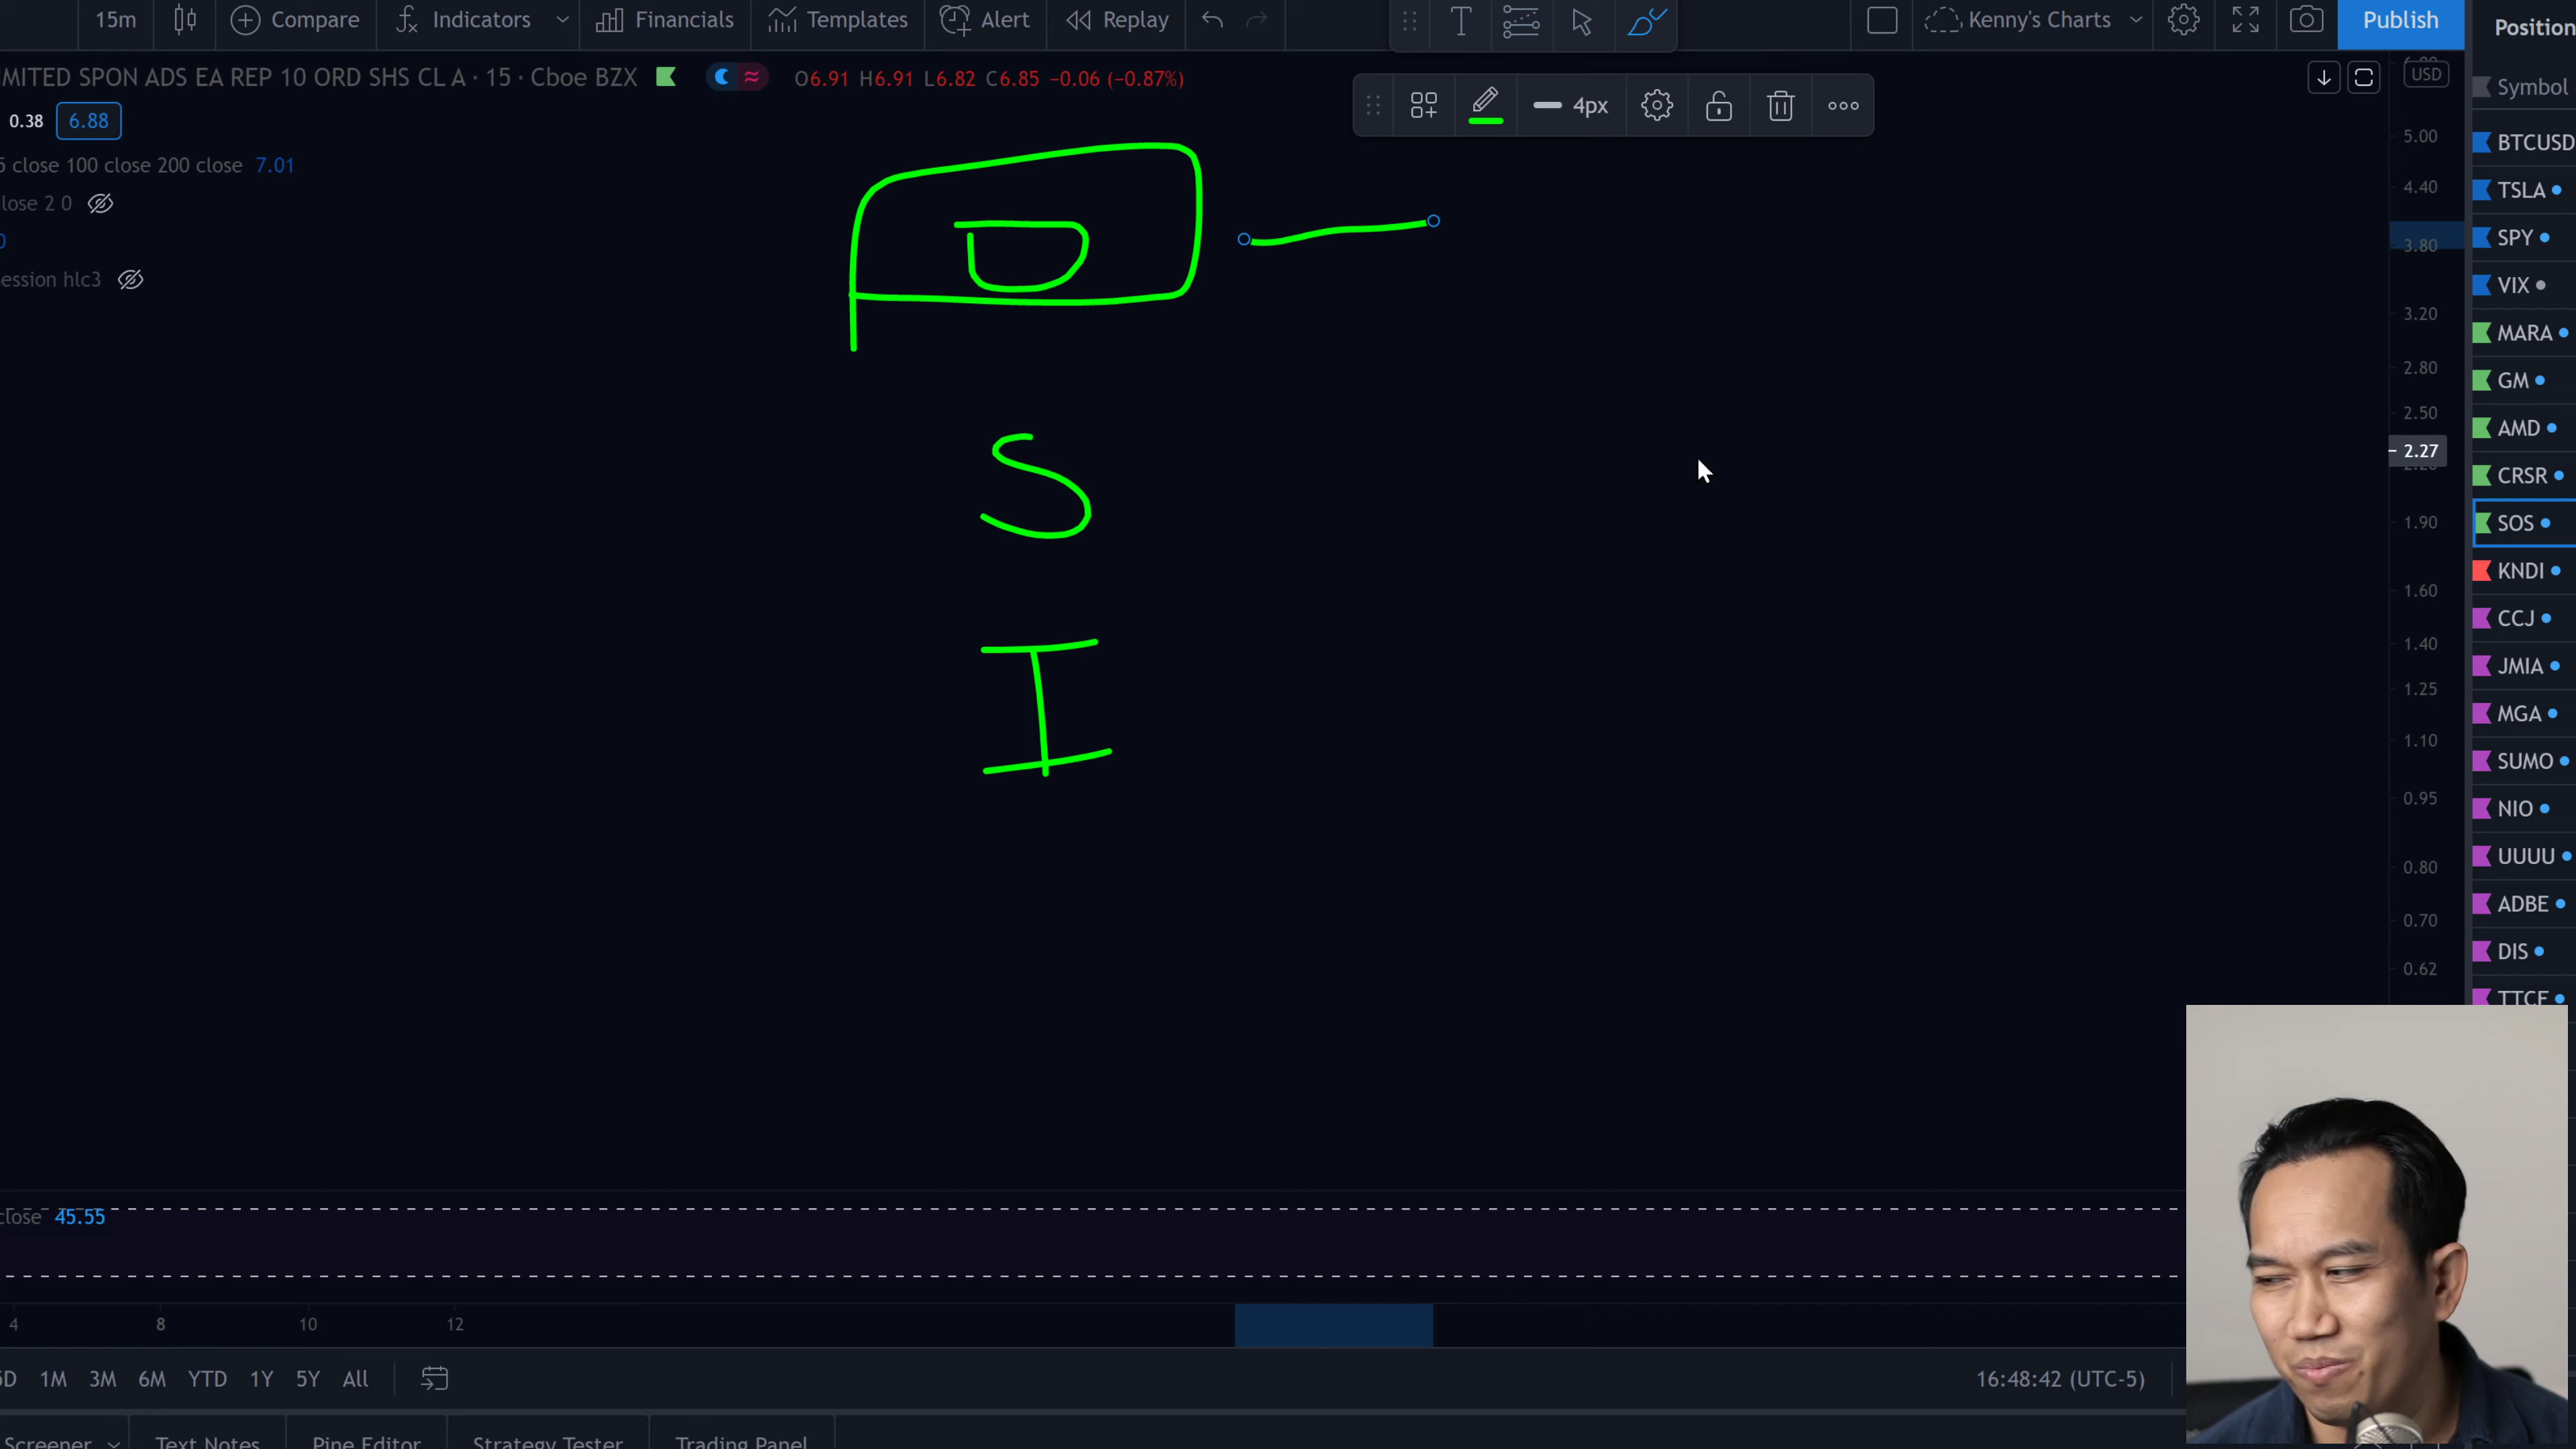 15m Compare Indicators Financials Templates Alert Replay T Kenny's Charts Publish Position
IMITED SPON ADS EA REP 10 ORD SHS CL A · 15 · Cboe BZX O6.91 H6.91 L6.82 C6.85 −0.06 (−0.87%) USD
Symbol
4px
0.38 6.88
5 close 100 close 200 close 7.01
lose 2 0
0
ession hlc3
D
S
I
5.00
4.40
3.80
3.20
2.80
2.50
2.27
1.90
1.60
1.40
1.25
1.10
0.95
0.80
0.70
0.62
BTCUSD
TSLA
SPY
VIX
MARA
GM
AMD
CRSR
SOS
KNDI
CCJ
JMIA
MGA
SUMO
NIO
UUUU
ADBE
DIS
TTCF
close 45.55
4 8 10 12
5D 1M 3M 6M YTD 1Y 5Y All 16:48:42 (UTC-5)
Screener Text Notes Pine Editor Strategy Tester Trading Panel